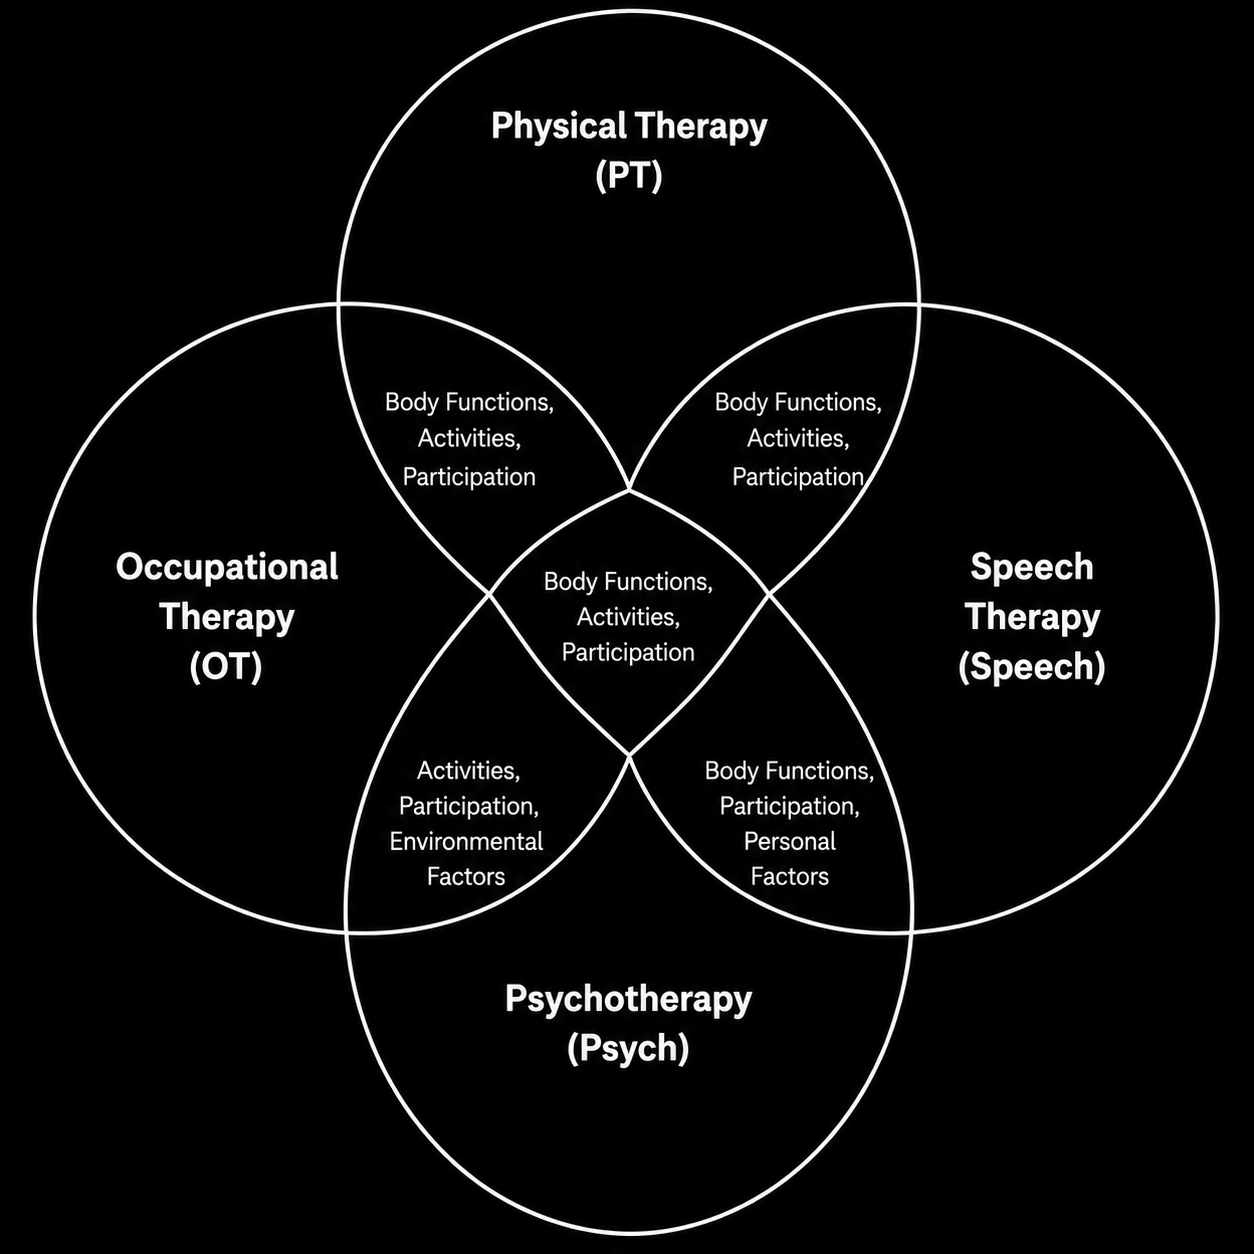 Physical Therapy
(PT)
Body Functions,
Activities,
Participation
Body Functions,
Activities,
Participation
Occupational
Therapy
(OT)
Body Functions,
Activities,
Participation
Speech
Therapy
(Speech)
Activities,
Participation,
Environmental
Factors
Body Functions,
Participation,
Personal
Factors
Psychotherapy
(Psych)